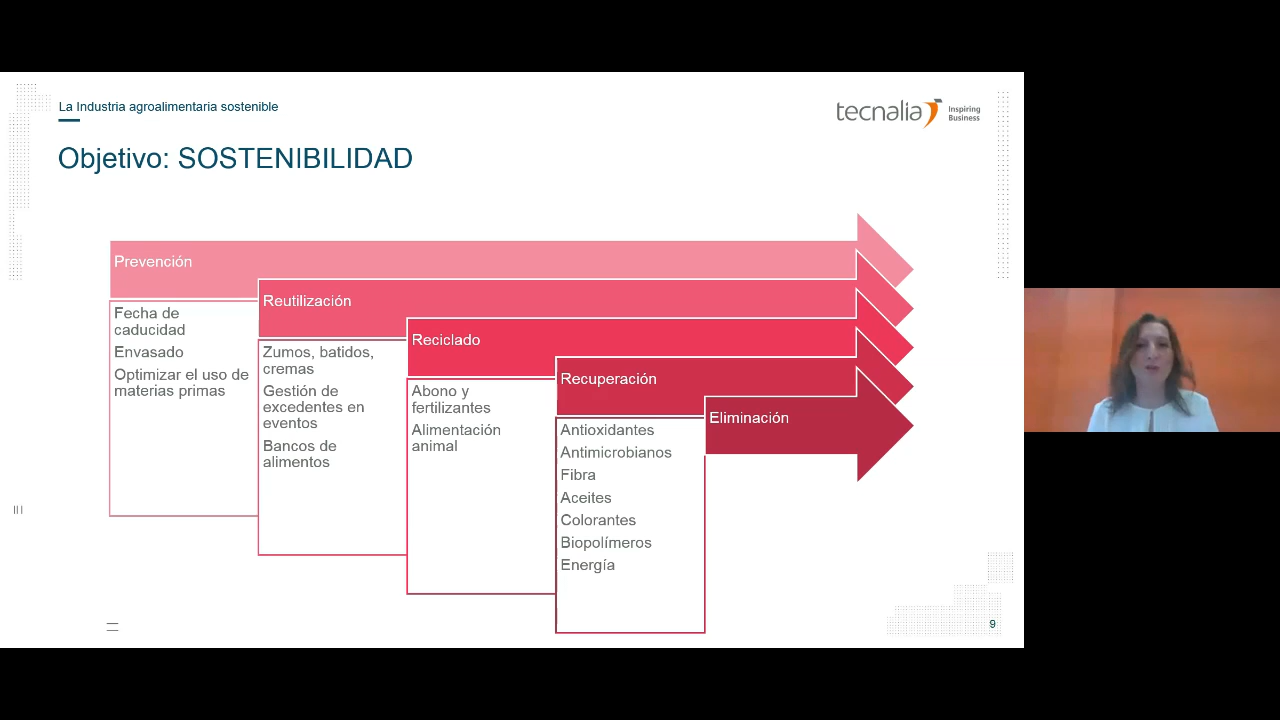 La Industria agroalimentaria sostenible
tecnalia
Inspiring
Business
Objetivo: SOSTENIBILIDAD
Prevención
Fecha de
caducidad
Envasado
Optimizar el uso de
materias primas
Reutilización
Zumos, batidos,
cremas
Gestión de
excedentes en
eventos
Bancos de
alimentos
Reciclado
Abono y
fertilizantes
Alimentación
animal
Recuperación
Antioxidantes
Antimicrobianos
Fibra
Aceites
Colorantes
Biopolímeros
Energía
Eliminación
9